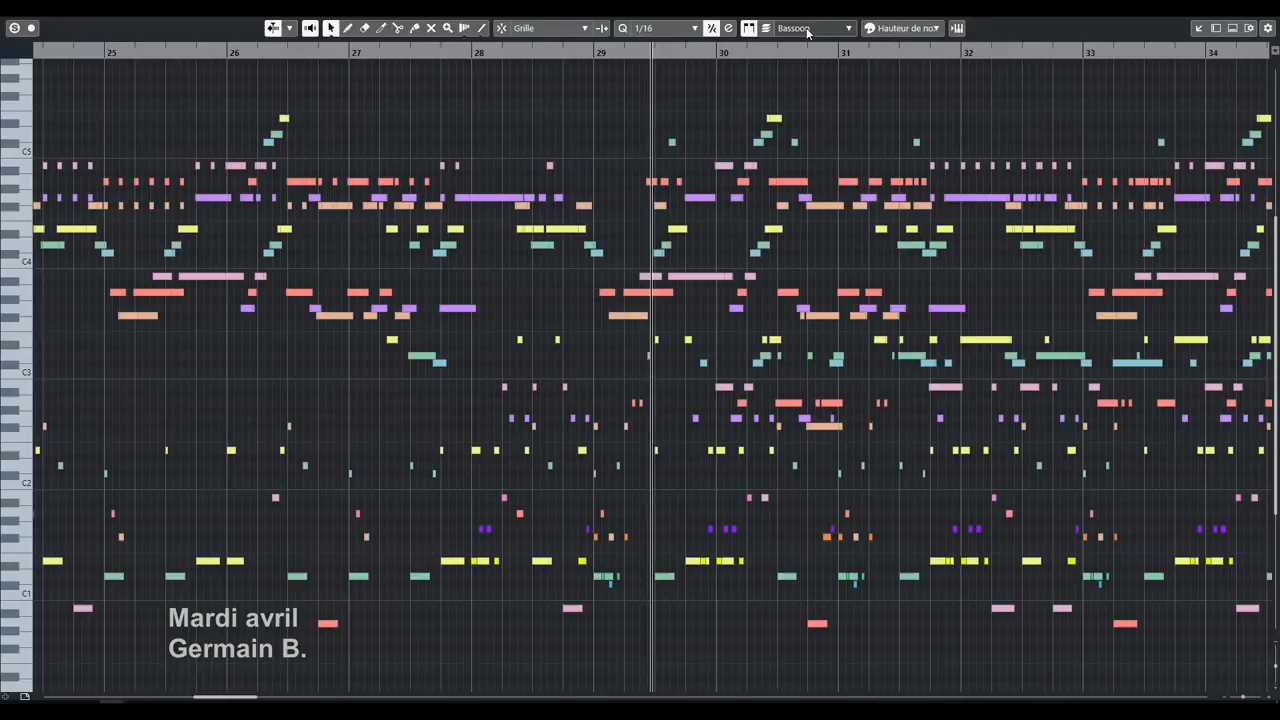 Grille 1/16 Bassoon Hauteur de no
25 26 27 28 29 30 31 32 33 34
C5
C4
C3
C2
C1
Mardi avril
Germain B.